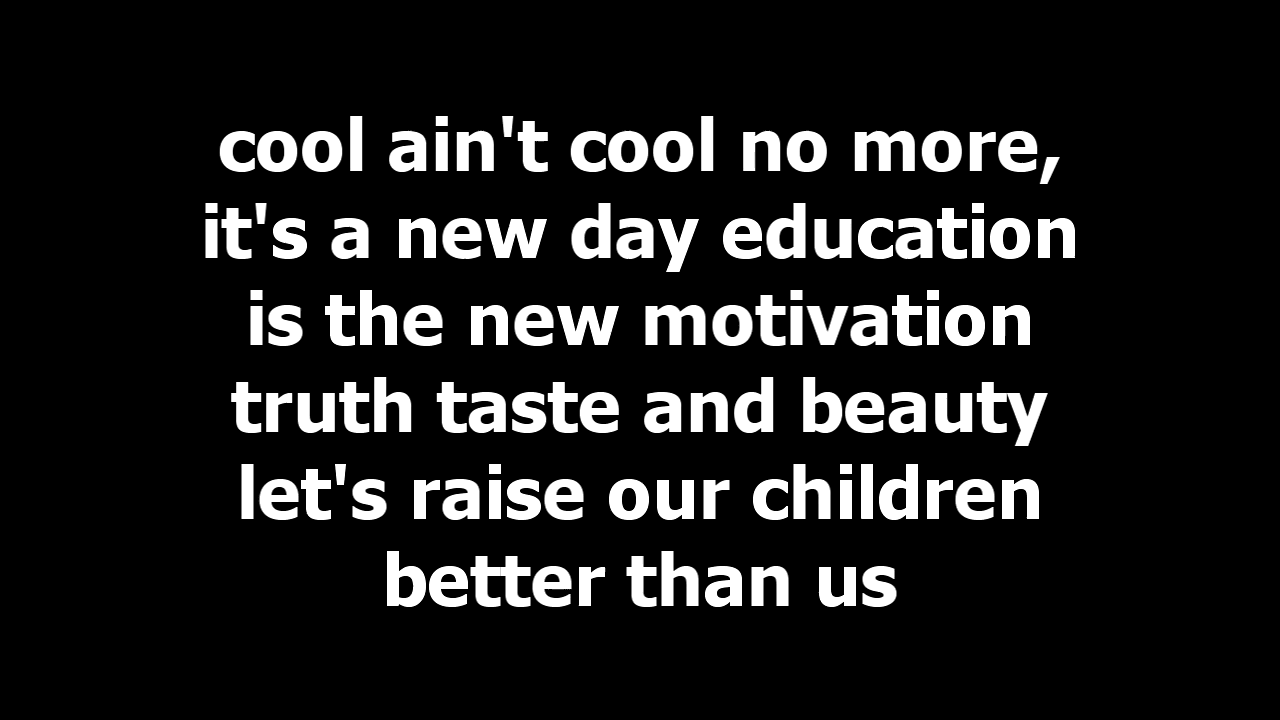 cool ain't cool no more,
it's a new day education
is the new motivation
truth taste and beauty
let's raise our children
better than us